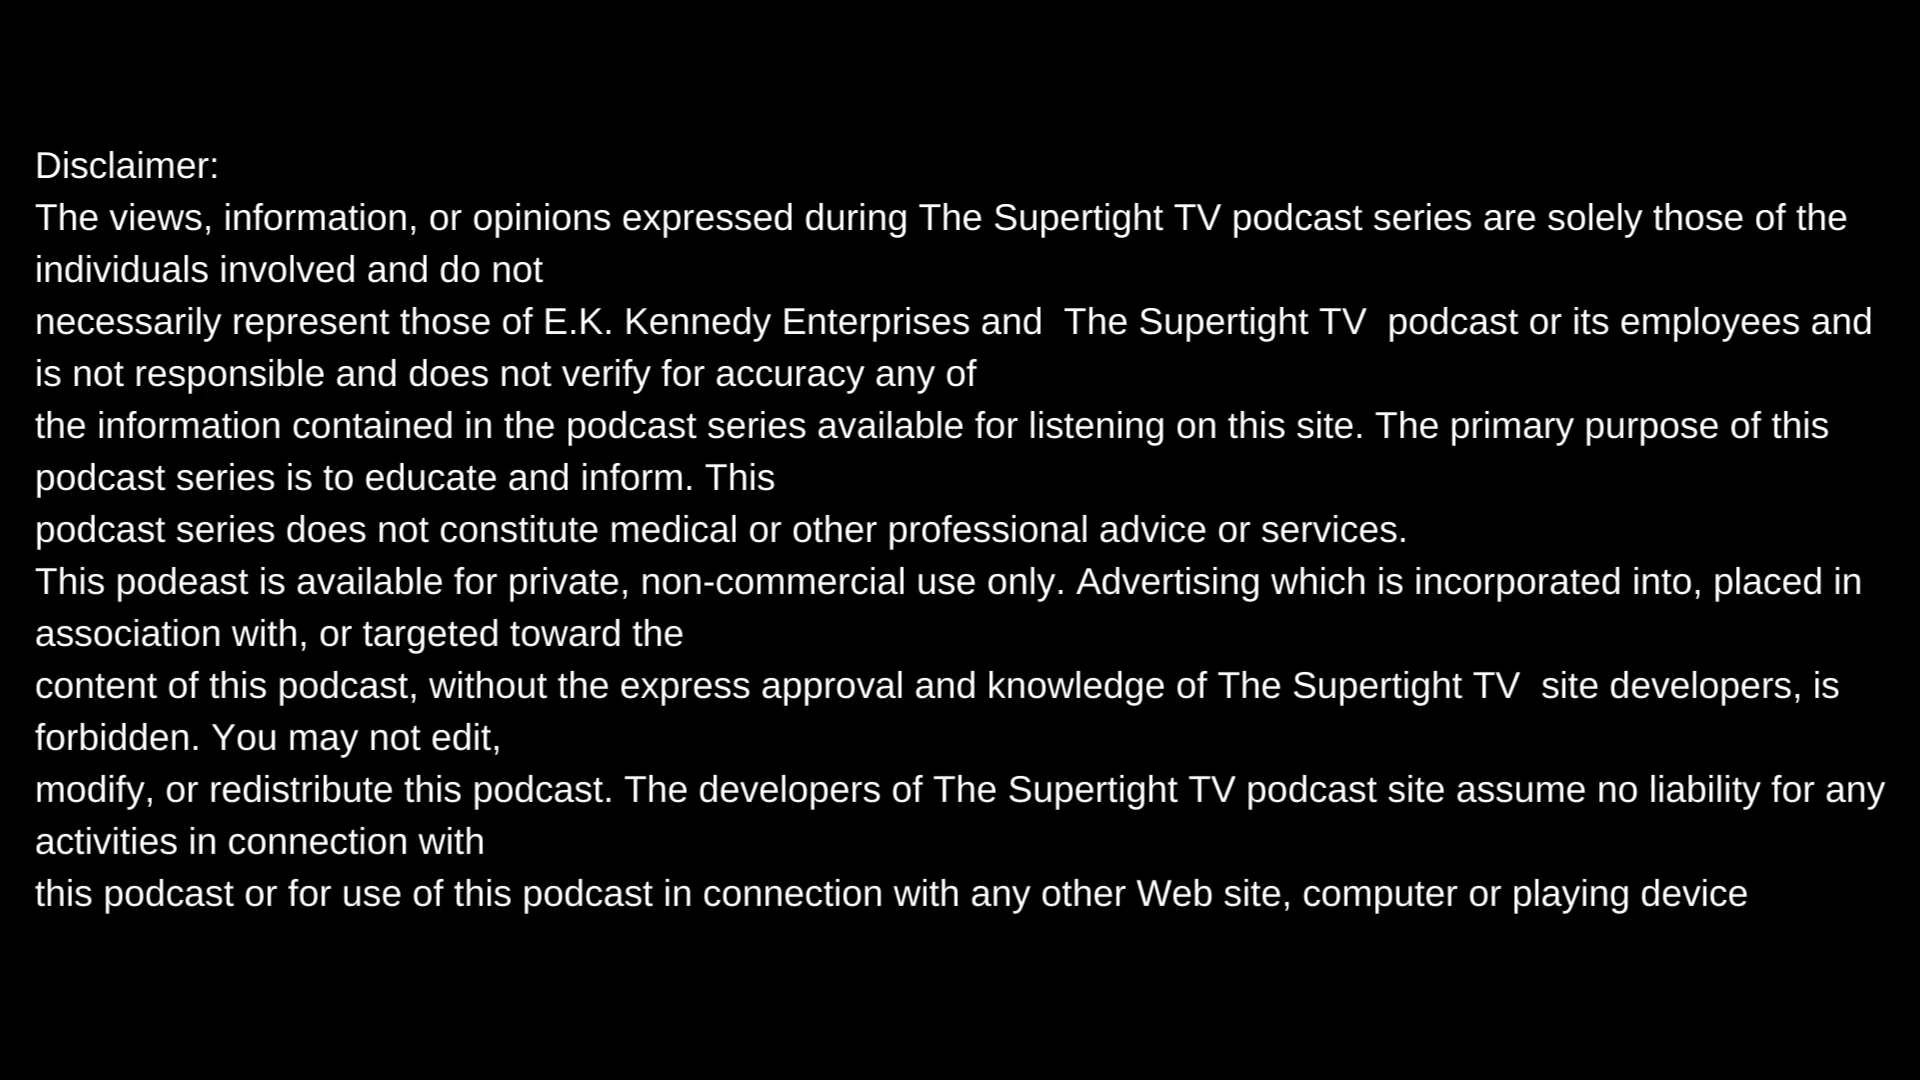 Disclaimer:
The views, information, or opinions expressed during The Supertight TV podcast series are solely those of the
individuals involved and do not
necessarily represent those of E.K. Kennedy Enterprises and  The Supertight TV  podcast or its employees and
is not responsible and does not verify for accuracy any of
the information contained in the podcast series available for listening on this site. The primary purpose of this
podcast series is to educate and inform. This
podcast series does not constitute medical or other professional advice or services.
This podeast is available for private, non-commercial use only. Advertising which is incorporated into, placed in
association with, or targeted toward the
content of this podcast, without the express approval and knowledge of The Supertight TV  site developers, is
forbidden. You may not edit,
modify, or redistribute this podcast. The developers of The Supertight TV podcast site assume no liability for any
activities in connection with
this podcast or for use of this podcast in connection with any other Web site, computer or playing device